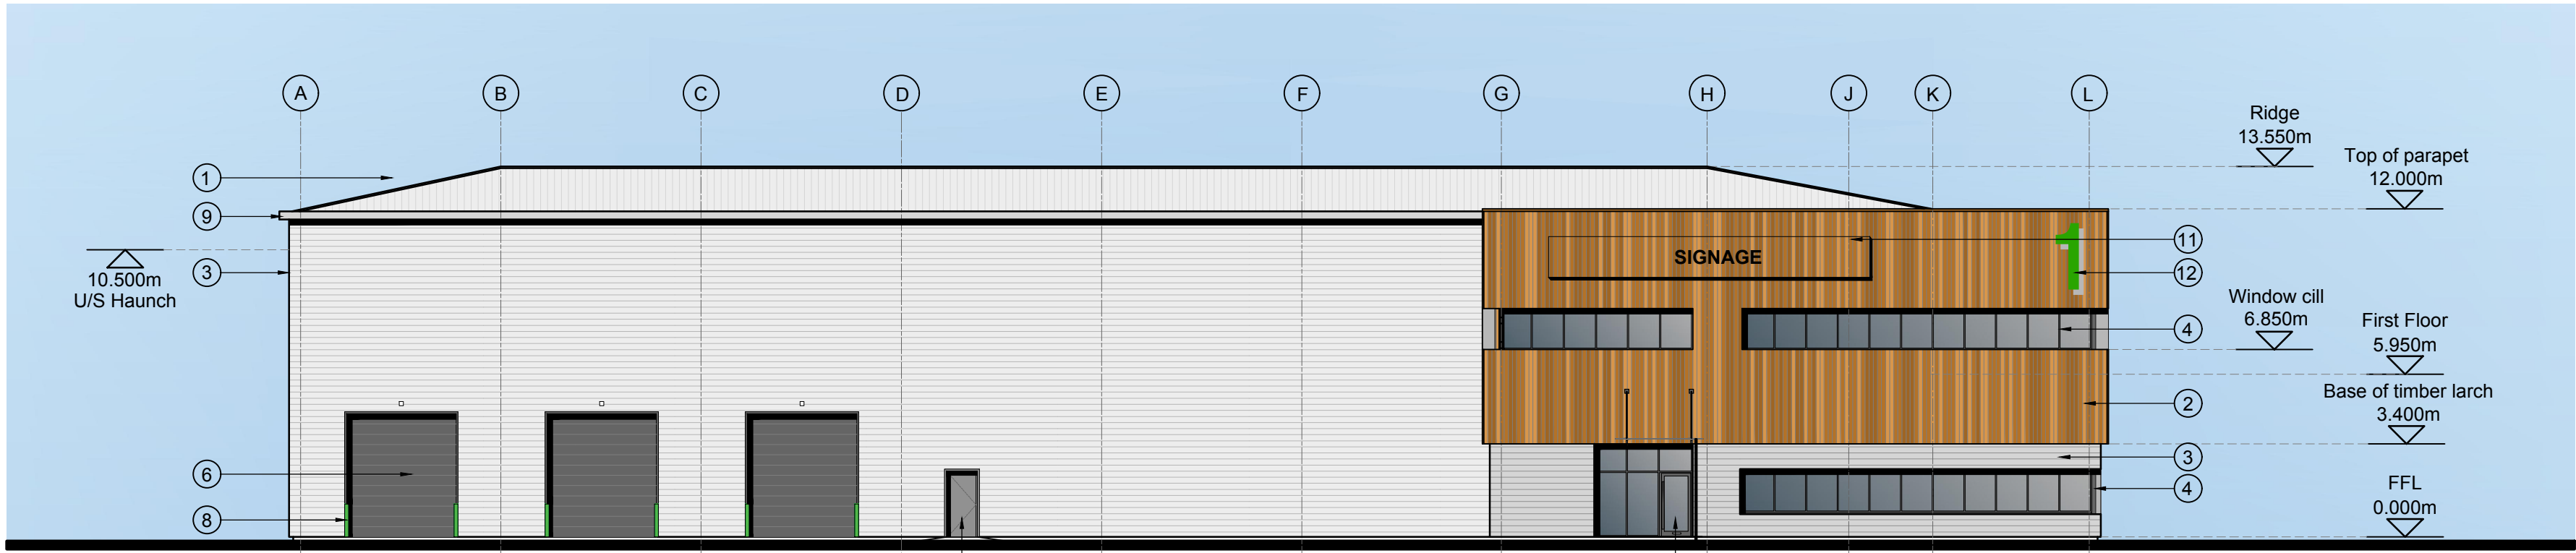 A B C D E F G H J K L
Ridge
13.550m
Top of parapet
12.000m
1
9
10.500m
U/S Haunch
3
SIGNAGE
1
11
12
Window cill
6.850m
4
First Floor
5.950m
Base of timber larch
3.400m
2
6
3
8
4
FFL
0.000m